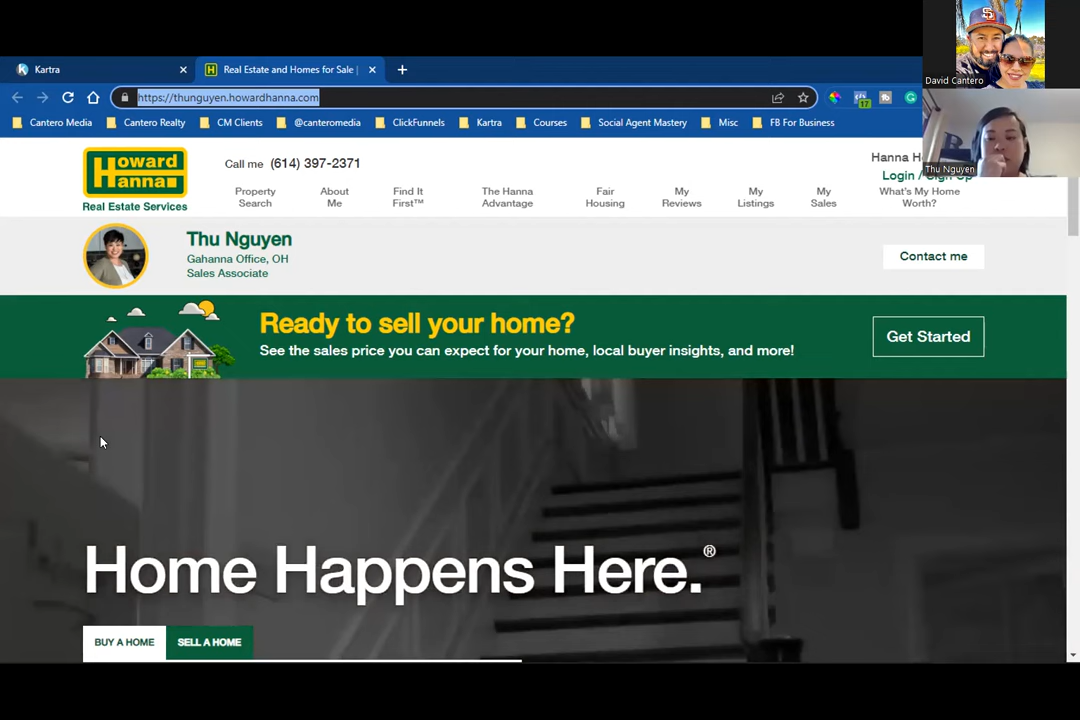 David Cantero
Thu Nguyen
Kartra
Real Estate and Homes for Sale |
https://thunguyen.howardhanna.com
17
Cantero Media
Cantero Realty
CM Clients
@canteromedia
ClickFunnels
Kartra
Courses
Social Agent Mastery
Misc
FB For Business
Howard
Hanna
Real Estate Services
Call me (614) 397-2371
Login / Sign Up
Property
Search
About
Me
Find It
First™
The Hanna
Advantage
Fair
Housing
My
Reviews
My
Listings
My
Sales
What's My Home
Worth?
Thu Nguyen
Gahanna Office, OH
Sales Associate
Contact me
Ready to sell your home?
See the sales price you can expect for your home, local buyer insights, and more!
Get Started
Home Happens Here.®
BUY A HOME
SELL A HOME